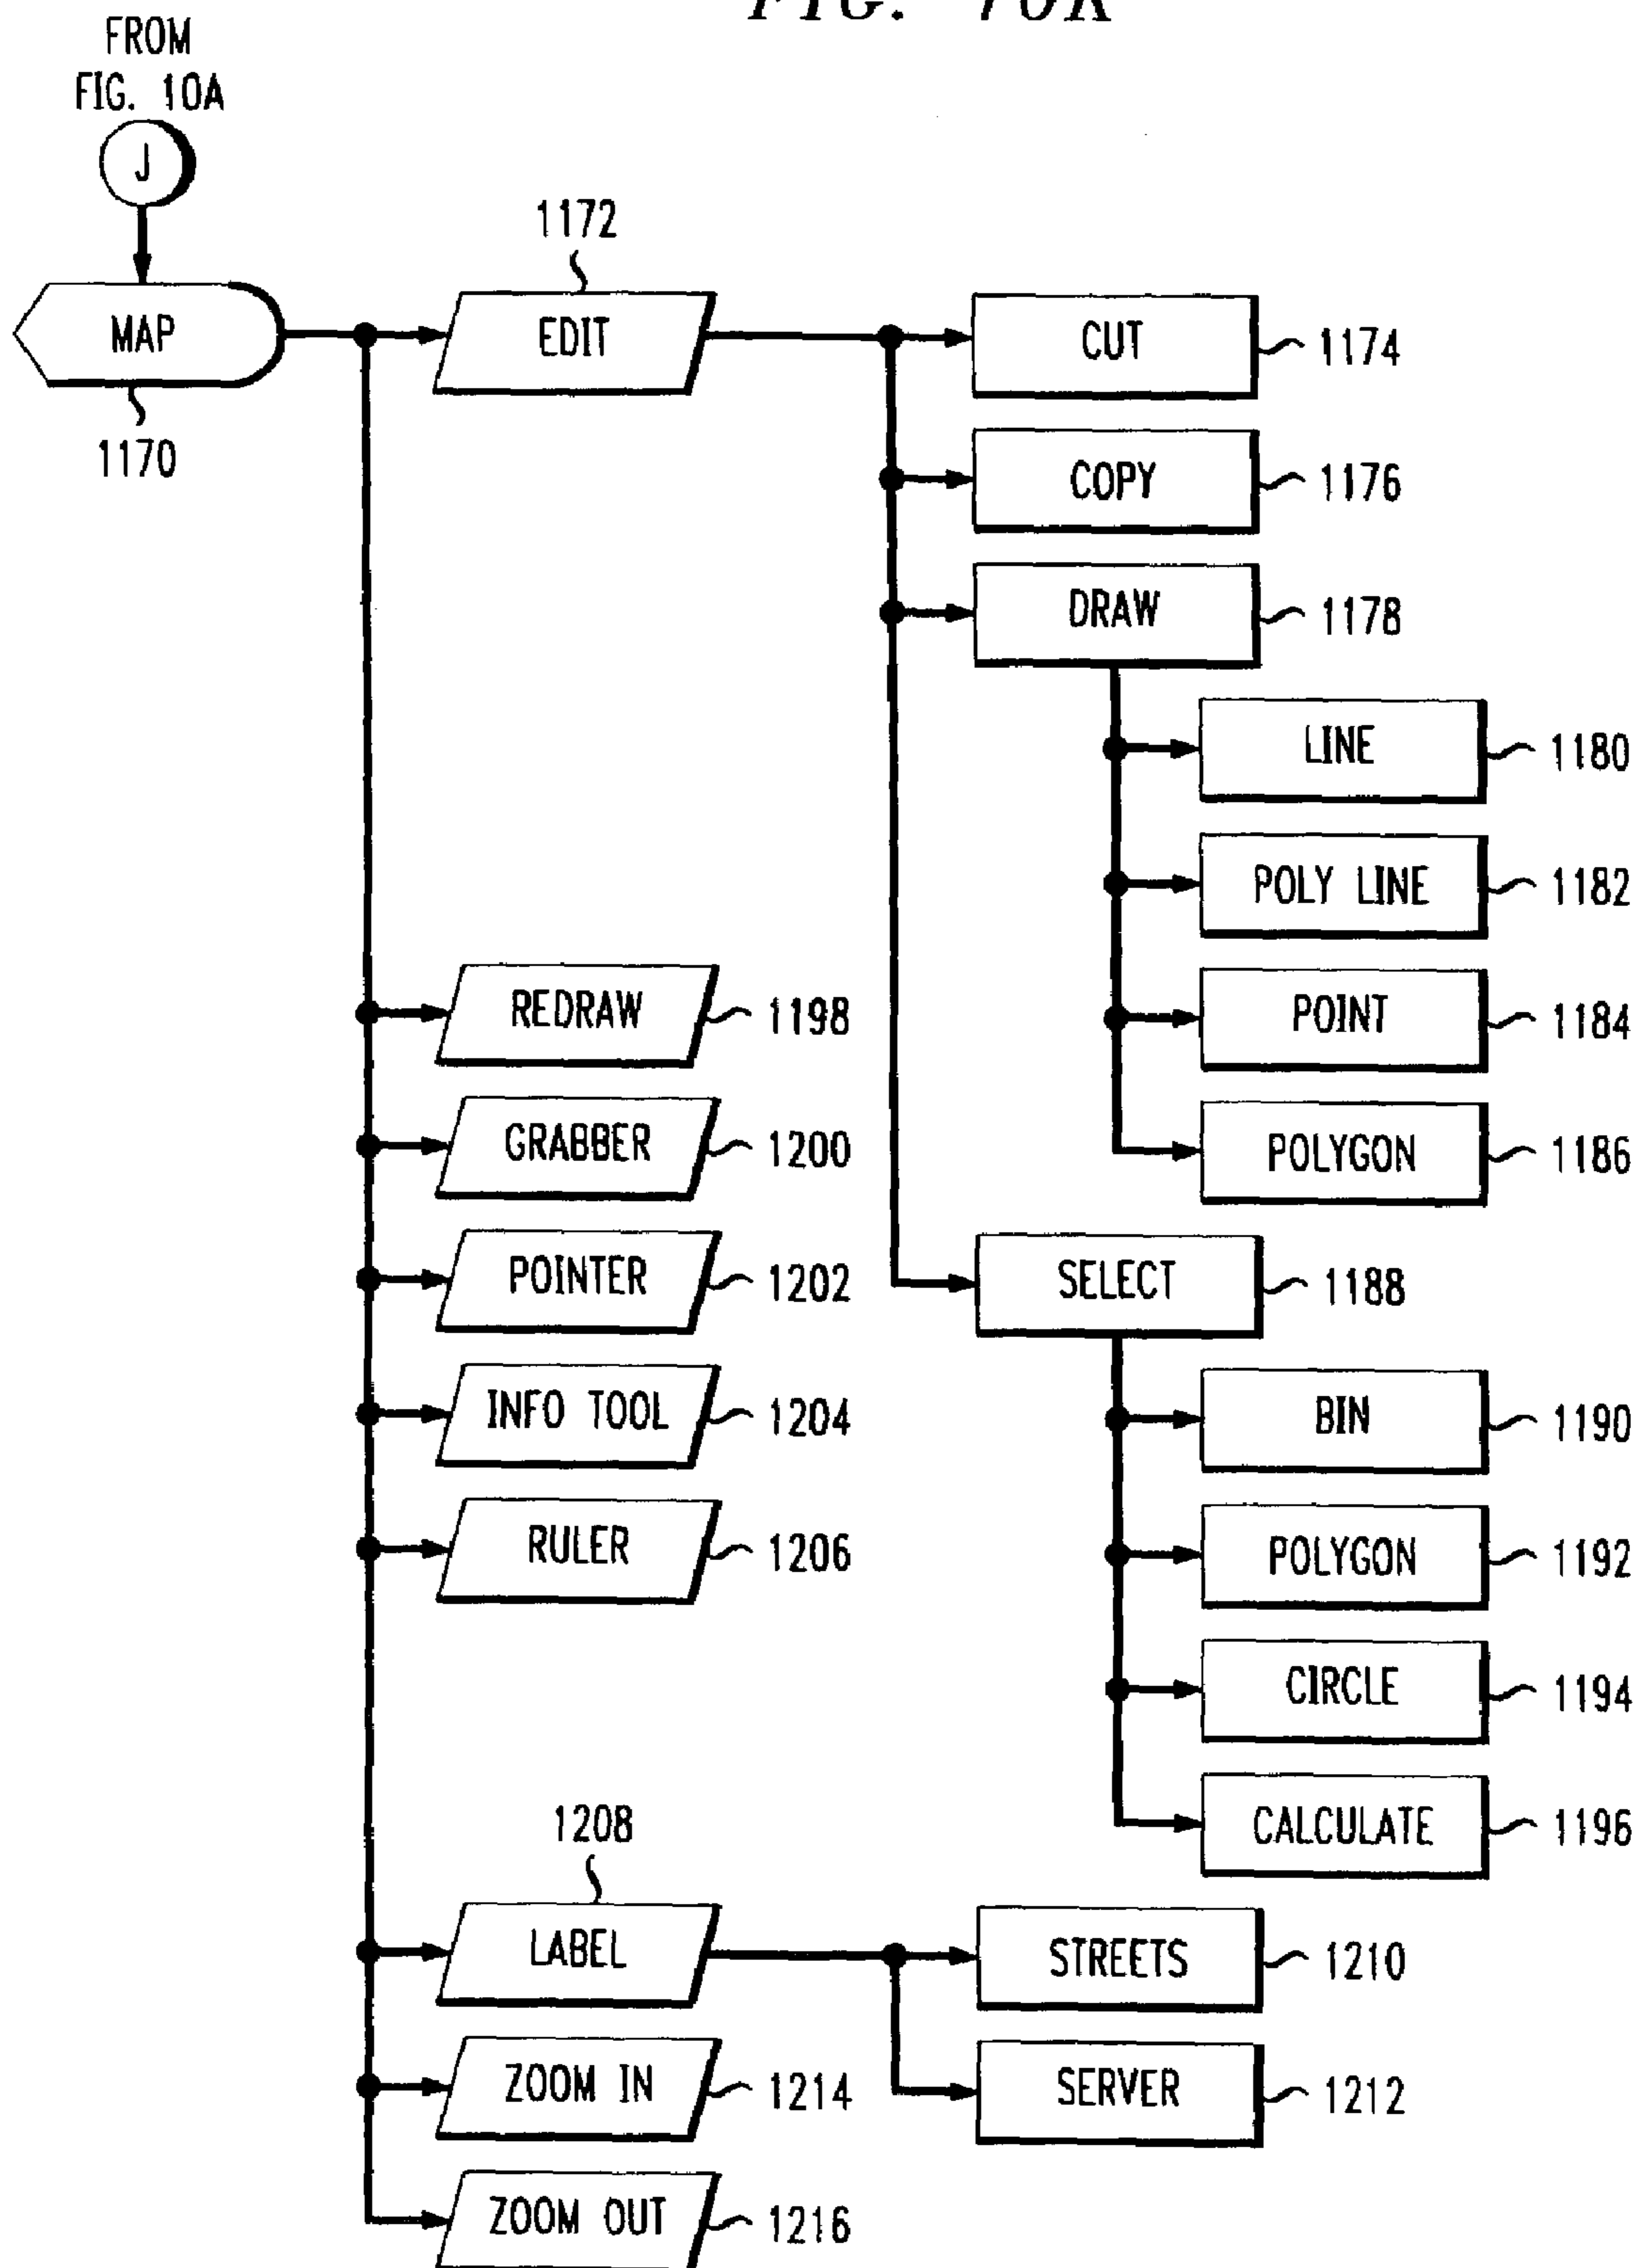 FIG. 10K
FROM
FIG. 10A
J
MAP
1170
1172
EDIT
CUT
1174
COPY
1176
DRAW
1178
LINE
1180
POLY LINE
1182
POINT
1184
POLYGON
1186
SELECT
1188
BIN
1190
POLYGON
1192
CIRCLE
1194
CALCULATE
1196
REDRAW
1198
GRABBER
1200
POINTER
1202
INFO TOOL
1204
RULER
1206
1208
LABEL
STREETS
1210
SERVER
1212
ZOOM IN
1214
ZOOM OUT
1216